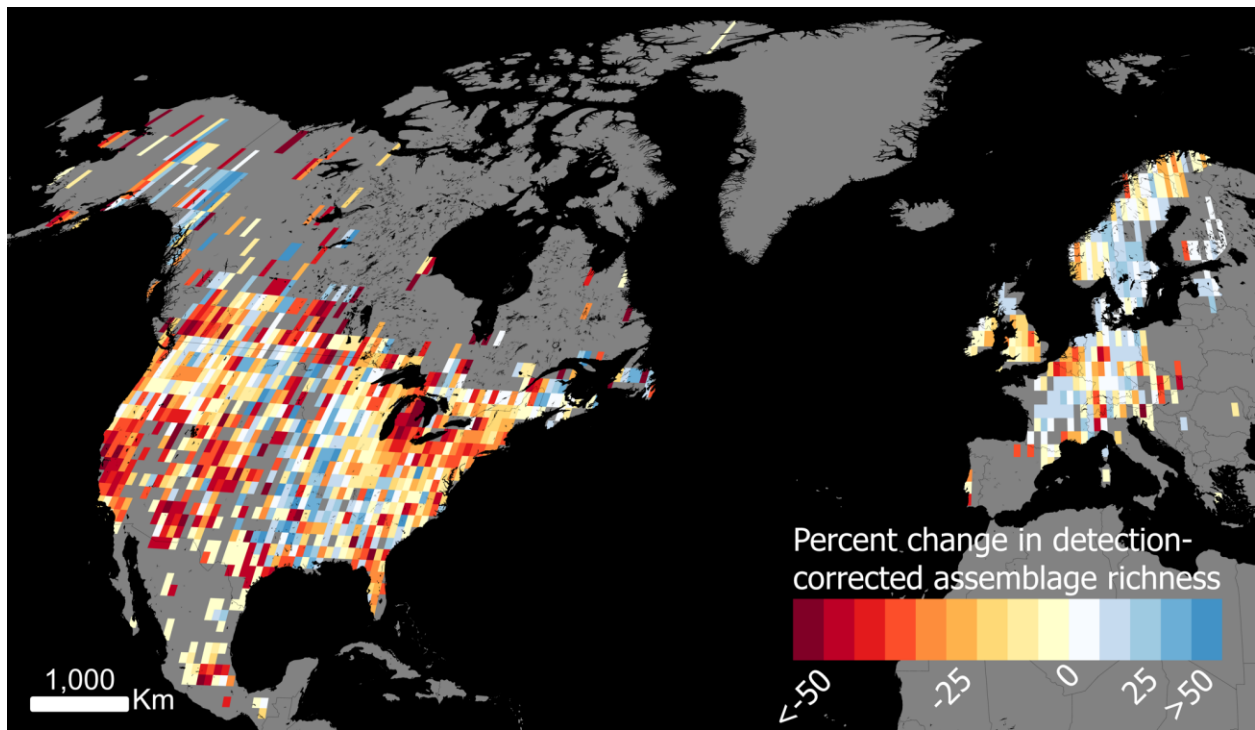 Percent change in detection-
corrected assemblage richness
<-50
-25
0
25
>50
1,000
Km